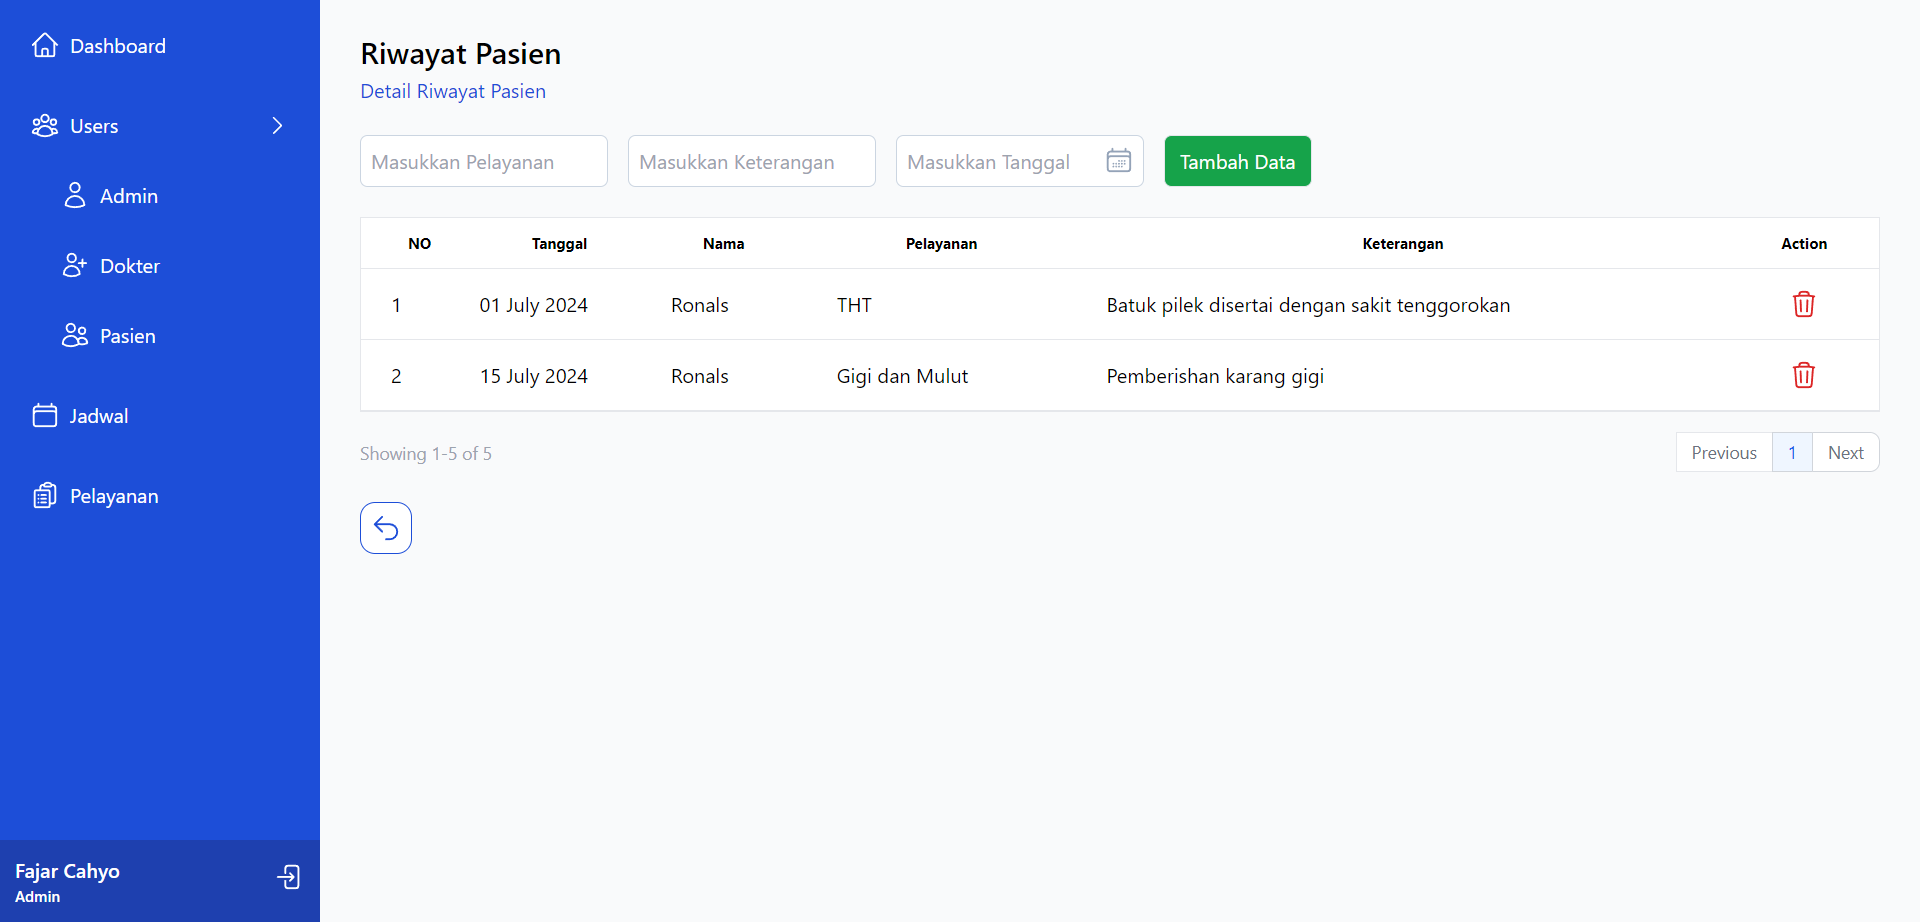 Dashboard
Users
Admin
Dokter
Pasien
Jadwal
Pelayanan
Fajar Cahyo
Admin
Riwayat Pasien
Detail Riwayat Pasien
Masukkan Pelayanan Masukkan Keterangan Masukkan Tanggal Tambah Data
NO Tanggal Nama Pelayanan Keterangan Action
1 01 July 2024 Ronals THT Batuk pilek disertai dengan sakit tenggorokan
2 15 July 2024 Ronals Gigi dan Mulut Pemberishan karang gigi
Showing 1-5 of 5 Previous 1 Next